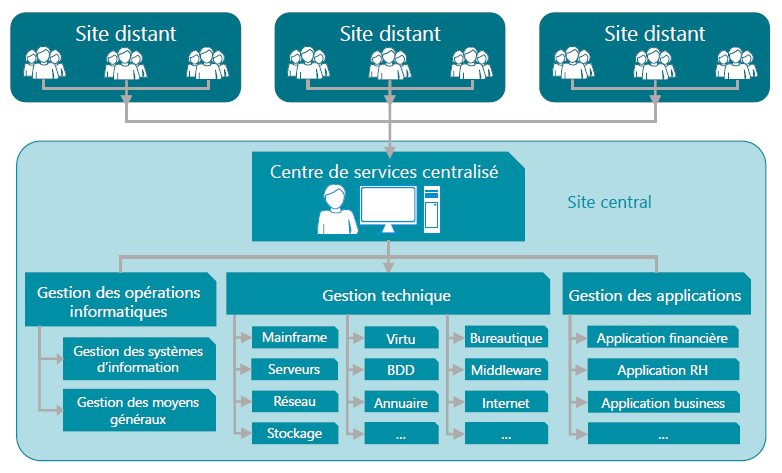 Site distant
Site distant
Site distant
Centre de services centralisé
Site central
Gestion des opérations
informatiques
Gestion des systèmes
d'information
Gestion des moyens
généraux
Gestion technique
Mainframe
Serveurs
Réseau
Stockage
Virtu
BDD
Annuaire
...
Bureautique
Middleware
Internet
...
Gestion des applications
Application financière
Application RH
Application business
...